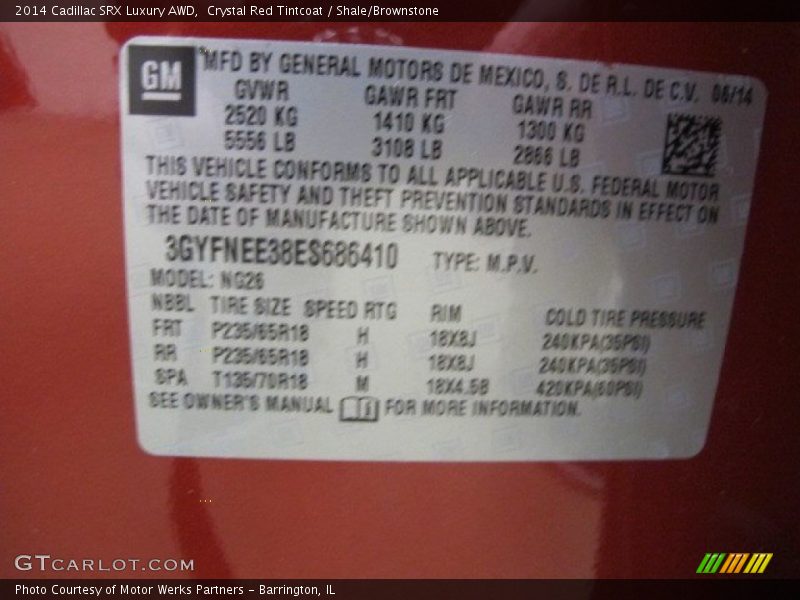 2014 Cadillac SRX Luxury AWD,  Crystal Red Tintcoat / Shale/Brownstone
GM
MFD BY GENERAL MOTORS DE MEXICO, S. DE R.L. DE C.V. 06/14
GVWR GAWR FRT GAWR RR
2520 KG 1410 KG 1300 KG
5556 LB 3108 LB 2866 LB
THIS VEHICLE CONFORMS TO ALL APPLICABLE U.S. FEDERAL MOTOR
VEHICLE SAFETY AND THEFT PREVENTION STANDARDS IN EFFECT ON
THE DATE OF MANUFACTURE SHOWN ABOVE.
3GYFNEE38ES686410 TYPE: M.P.V.
MODEL: NG26
NBBL TIRE SIZE SPEED RTG RIM COLD TIRE PRESSURE
FRT P235/65R18 H 18X8J 240KPA(35PSI)
RR P235/65R18 H 18X8J 240KPA(35PSI)
SPA T135/70R18 M 18X4.5B 420KPA(60PSI)
SEE OWNER'S MANUAL FOR MORE INFORMATION.
GTCARLOT.COM
Photo Courtesy of Motor Werks Partners - Barrington, IL